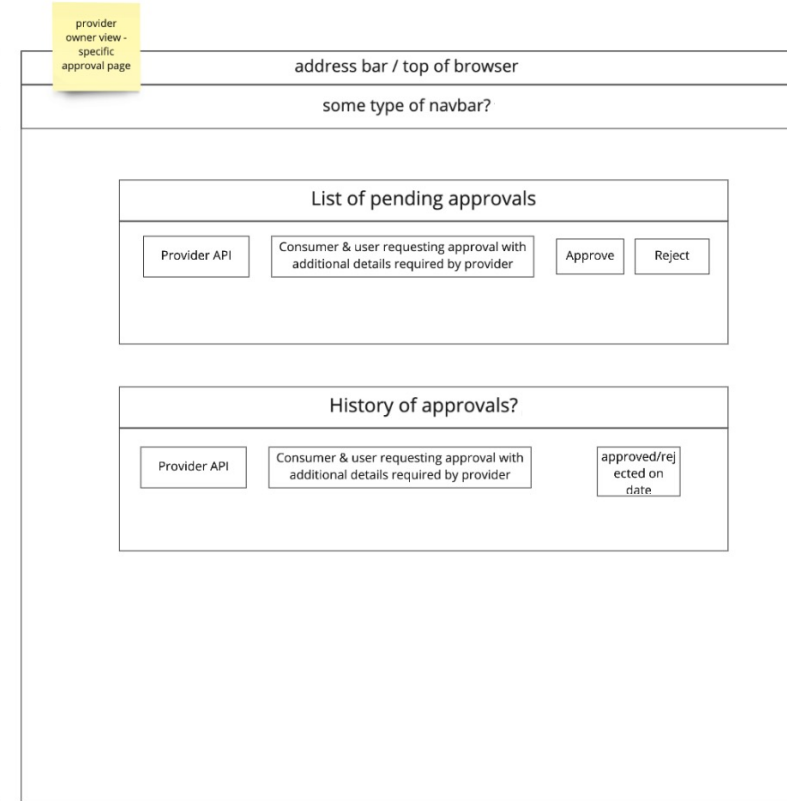 provider
owner view -
specific
approval page
address bar / top of browser
some type of navbar?
List of pending approvals
Provider API
Consumer & user requesting approval with
additional details required by provider
Approve
Reject
History of approvals?
Provider API
Consumer & user requesting approval with
additional details required by provider
approved/rej
ected on
date